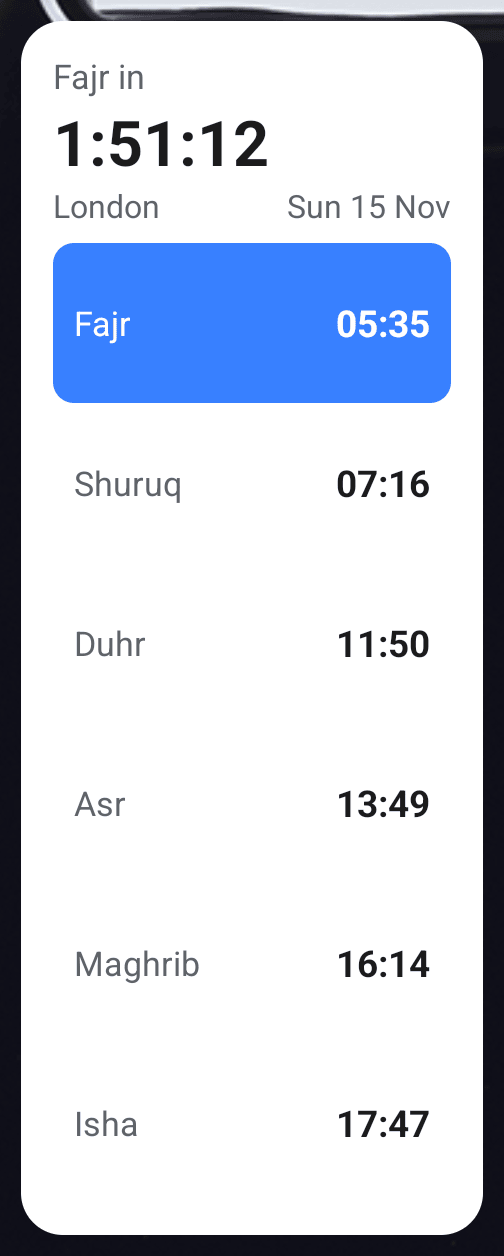 Fajr in
1:51:12
London Sun 15 Nov
Fajr 05:35
Shuruq 07:16
Duhr 11:50
Asr 13:49
Maghrib 16:14
Isha 17:47